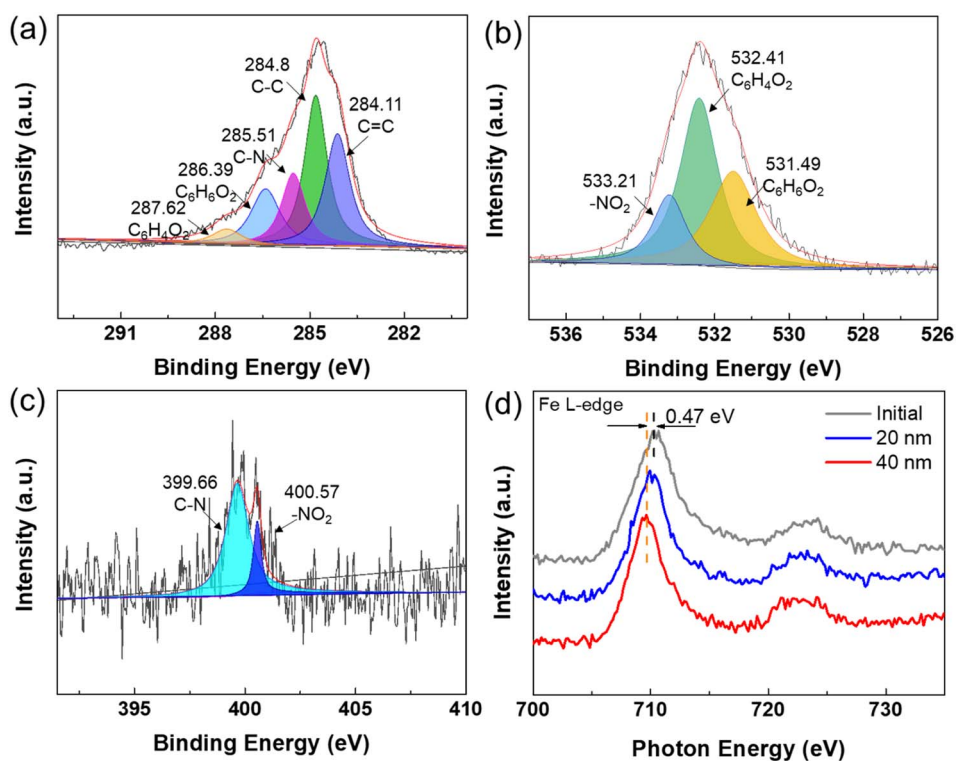 (a)
284.8
C-C
284.11
C=C
285.51
C-N
286.39
C₆H₆O₂
287.62
C₆H₄O₂
Intensity (a.u.)
291 288 285 282
Binding Energy (eV)
(b)
532.41
C₆H₄O₂
531.49
C₆H₆O₂
533.21
-NO₂
Intensity (a.u.)
536 534 532 530 528 526
Binding Energy (eV)
(c)
399.66
C-N
400.57
-NO₂
Intensity (a.u.)
395 400 405 410
Binding Energy (eV)
(d)
Fe L-edge
0.47 eV
Initial
20 nm
40 nm
Intensity (a.u.)
700 710 720 730
Photon Energy (eV)